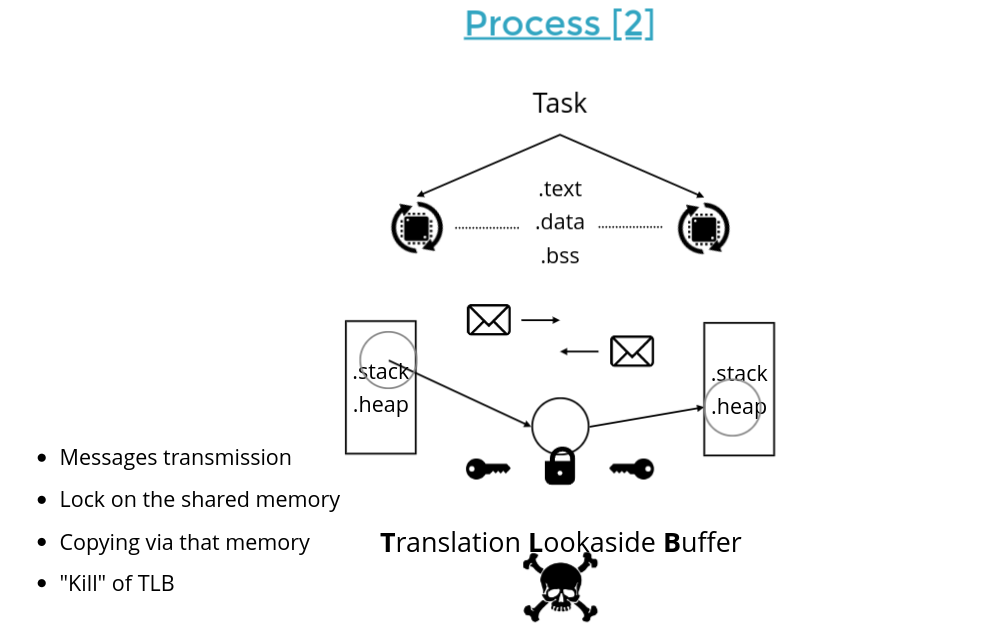 Process [2]
Task
.text
.data
.bss
.stack
.heap
.stack
.heap
Messages transmission
Lock on the shared memory
Copying via that memory
"Kill" of TLB
Translation Lookaside Buffer